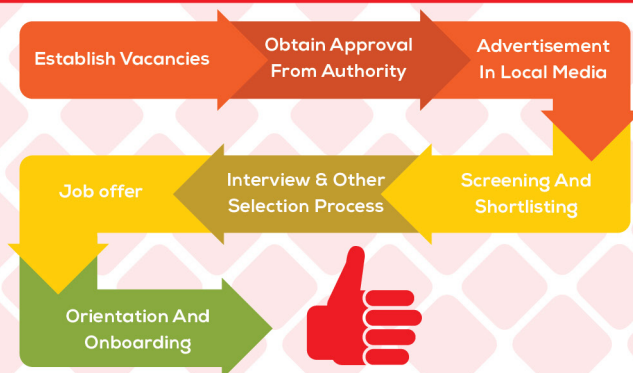 Establish Vacancies
Obtain Approval
From Authority
Advertisement
In Local Media
Screening And
Shortlisting
Interview & Other
Selection Process
Job offer
Orientation And
Onboarding